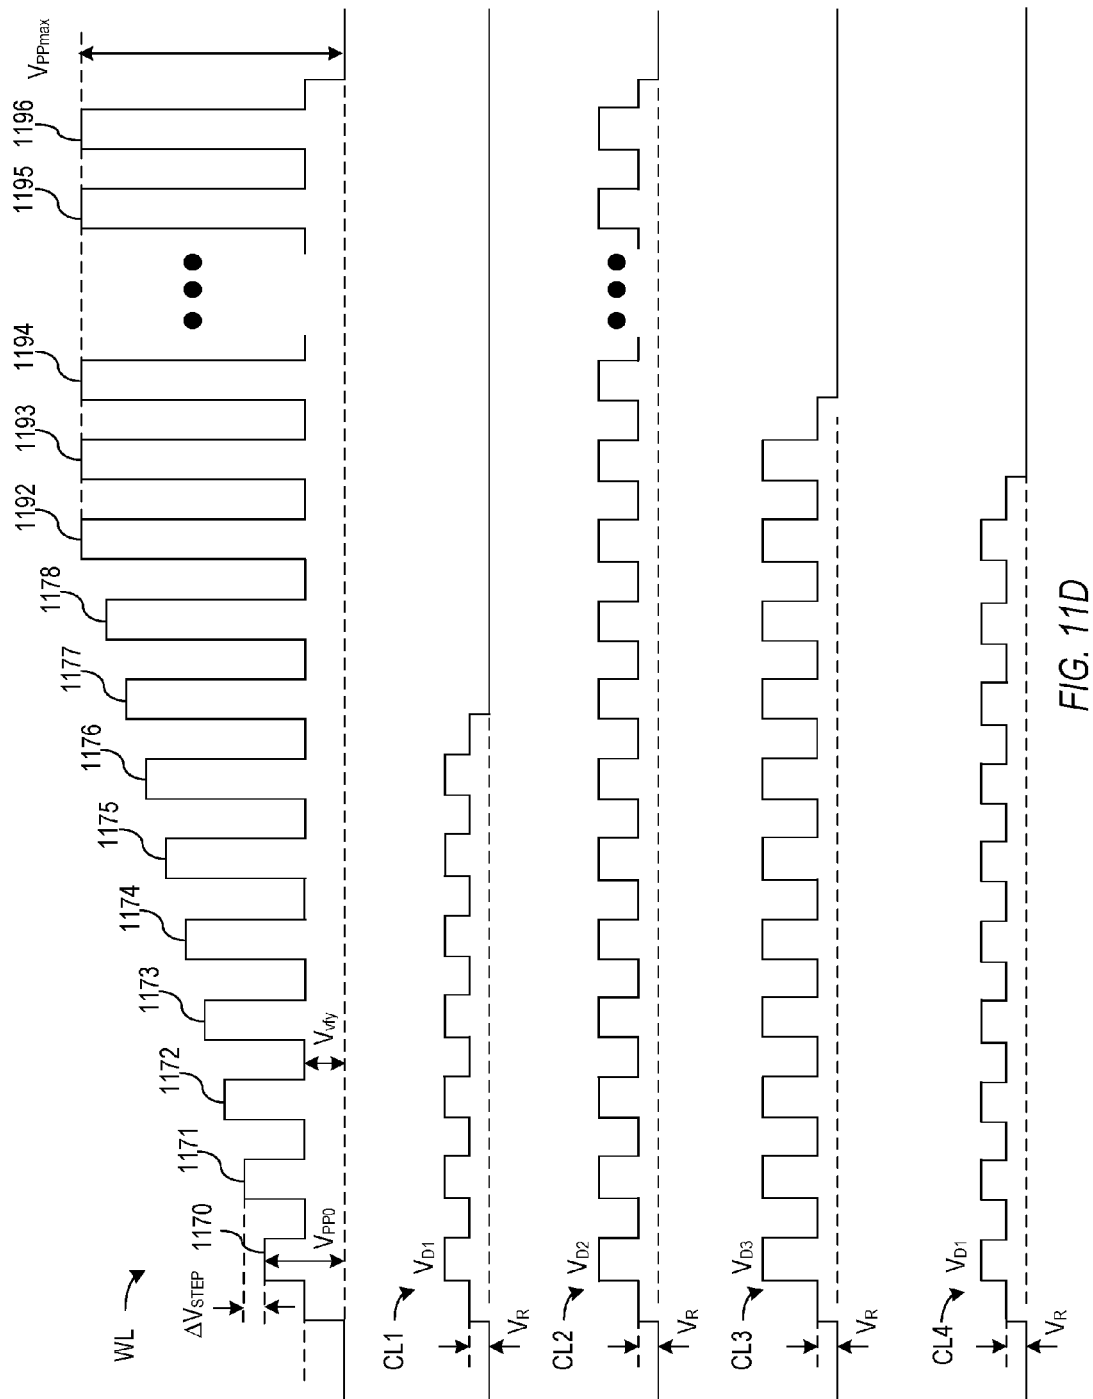 WL
ΔVSTEP
1170
1171
1172
1173
1174
1175
1176
1177
1178
1192
1193
1194
1195
1196
VPP0
Vvfy
VPPmax
CL1
VD1
VR
CL2
VD2
VR
CL3
VD3
VR
CL4
VD1
VR
FIG. 11D